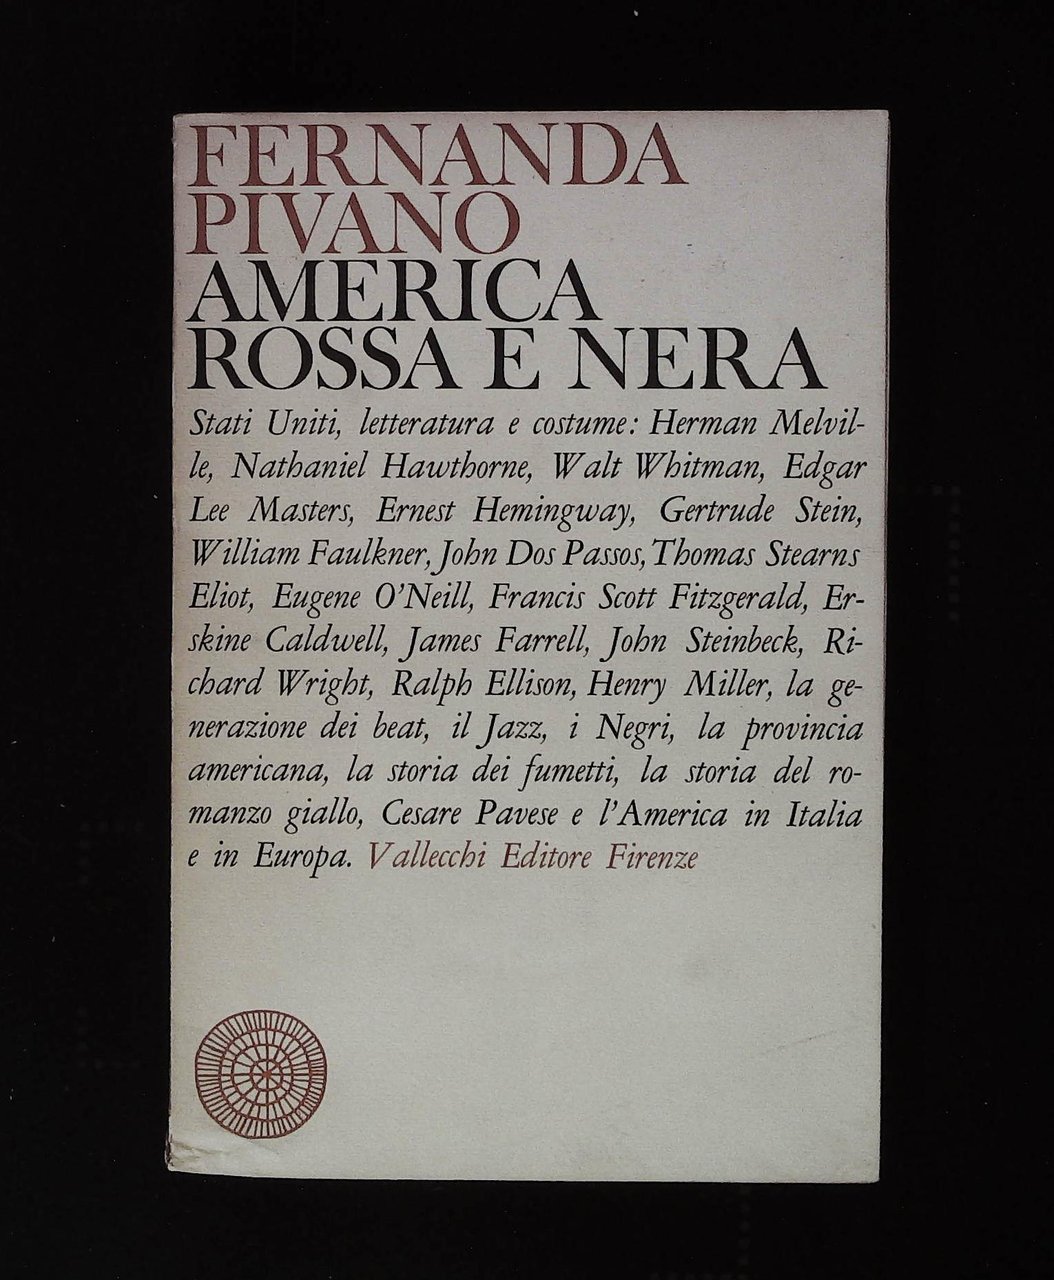 FERNANDA
PIVANO
AMERICA
ROSSA E NERA
Stati Uniti, letteratura e costume: Herman Melvil-
le, Nathaniel Hawthorne, Walt Whitman, Edgar
Lee Masters, Ernest Hemingway, Gertrude Stein,
William Faulkner, John Dos Passos, Thomas Stearns
Eliot, Eugene O'Neill, Francis Scott Fitzgerald, Er-
skine Caldwell, James Farrell, John Steinbeck, Ri-
chard Wright, Ralph Ellison, Henry Miller, la ge-
nerazione dei beat, il Jazz, i Negri, la provincia
americana, la storia dei fumetti, la storia del ro-
manzo giallo, Cesare Pavese e l'America in Italia
e in Europa. Vallecchi Editore Firenze